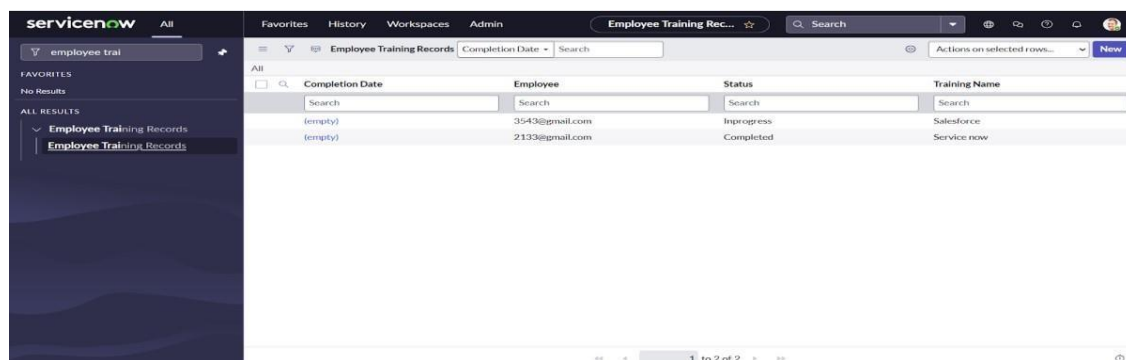 servicenow All Favorites History Workspaces Admin Employee Training Rec... Search
employee trai
Employee Training Records Completion Date Search Actions on selected rows... New
FAVORITES
No Results
ALL RESULTS
Employee Training Records
Employee Training Records
All
Completion Date Employee Status Training Name
Search Search Search Search
(empty) 3543@gmail.com Inprogress Salesforce
(empty) 2133@gmail.com Completed Service now
1 to 2 of 2